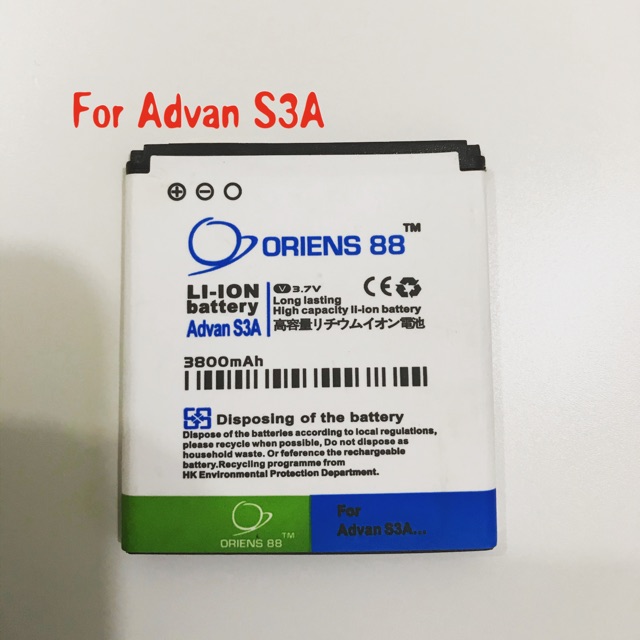 For Advan S3A
ORIENS 88™
LI-ION
battery
Advan S3A
V 3.7V
Long lasting
High capacity li-Ion battery
高容量リチウムイオン電池
3800mAh
Disposing of the battery
Dispose of the batteries according to local regulations,
please recycle when possible, Do not dispose as
household waste. Or feference the rechargeable
battery.Recycling programme from
HK Environmental Protection Department.
ORIENS 88™
For
Advan S3A...